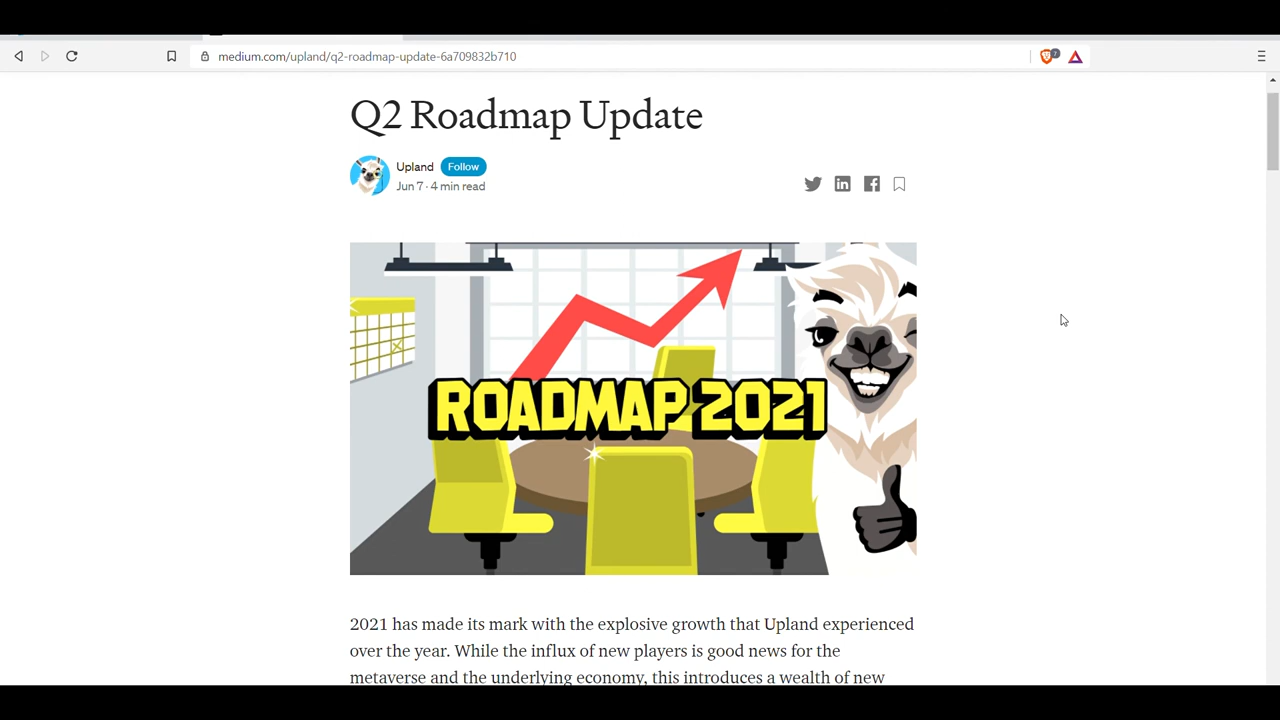 medium.com/upland/q2-roadmap-update-6a709832b710
7
Q2 Roadmap Update
Upland Follow
Jun 7 · 4 min read
ROADMAP 2021
2021 has made its mark with the explosive growth that Upland experienced
over the year. While the influx of new players is good news for the
metaverse and the underlying economy, this introduces a wealth of new